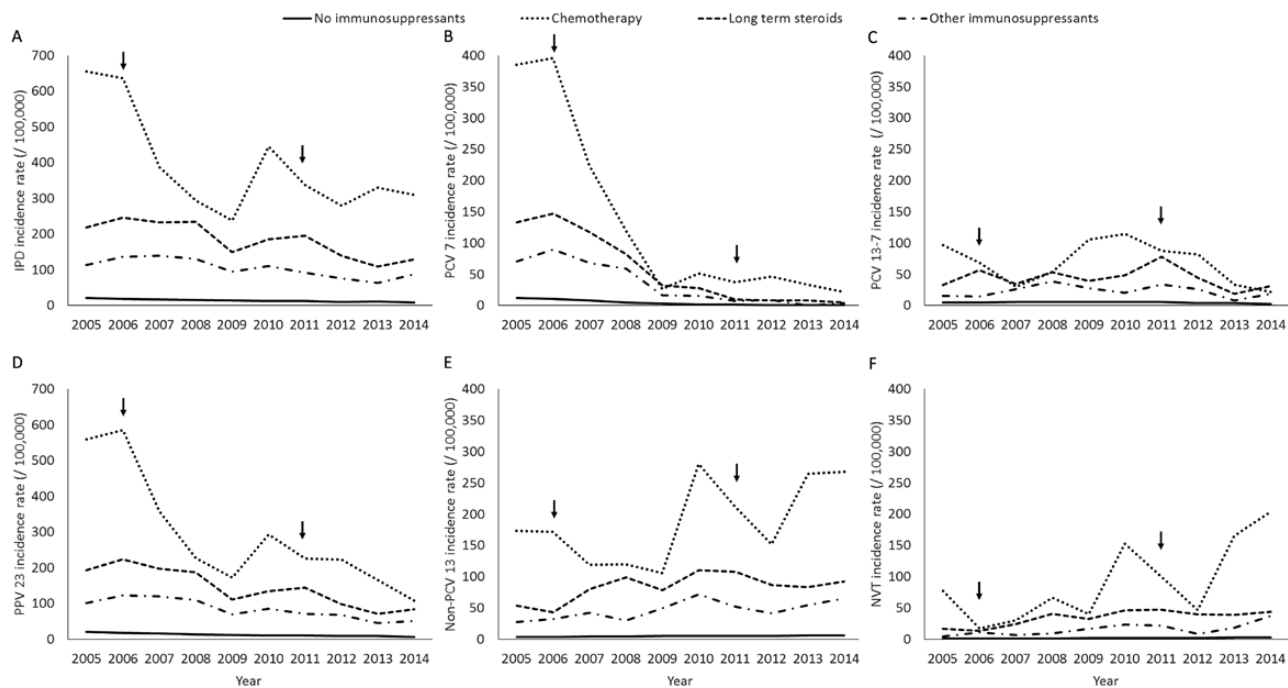 No immunosuppressants Chemotherapy Long term steroids Other immunosuppressants
A
IPD incidence rate (/ 100,000)
700
600
500
400
300
200
100
0
2005 2006 2007 2008 2009 2010 2011 2012 2013 2014
B
PCV 7 incidence rate (/ 100,000)
400
350
300
250
200
150
100
50
0
2005 2006 2007 2008 2009 2010 2011 2012 2013 2014
C
PCV 13-7 incidence rate (/ 100,000)
400
350
300
250
200
150
100
50
0
2005 2006 2007 2008 2009 2010 2011 2012 2013 2014
D
PPV 23 incidence rate (/ 100,000)
700
600
500
400
300
200
100
0
2005 2006 2007 2008 2009 2010 2011 2012 2013 2014
Year
E
Non-PCV 13 incidence rate (/ 100,000)
400
350
300
250
200
150
100
50
0
2005 2006 2007 2008 2009 2010 2011 2012 2013 2014
Year
F
NVT incidence rate (/ 100,000)
400
350
300
250
200
150
100
50
0
2005 2006 2007 2008 2009 2010 2011 2012 2013 2014
Year